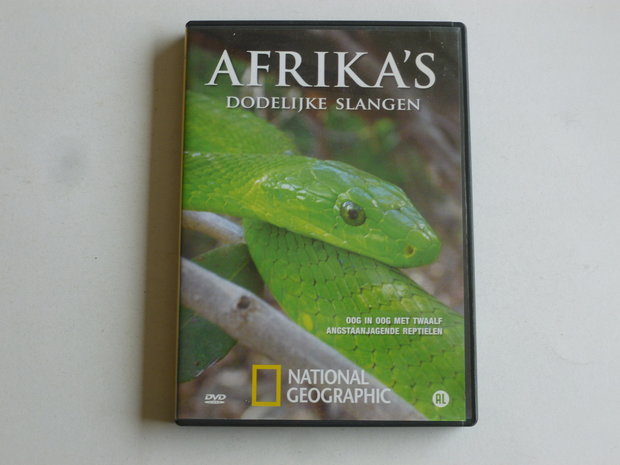 AFRIKA'S
DODELIJKE SLANGEN
OOG IN OOG MET TWAALF
ANGSTAANJAGENDE REPTIELEN
NATIONAL
GEOGRAPHIC
DVD
AL